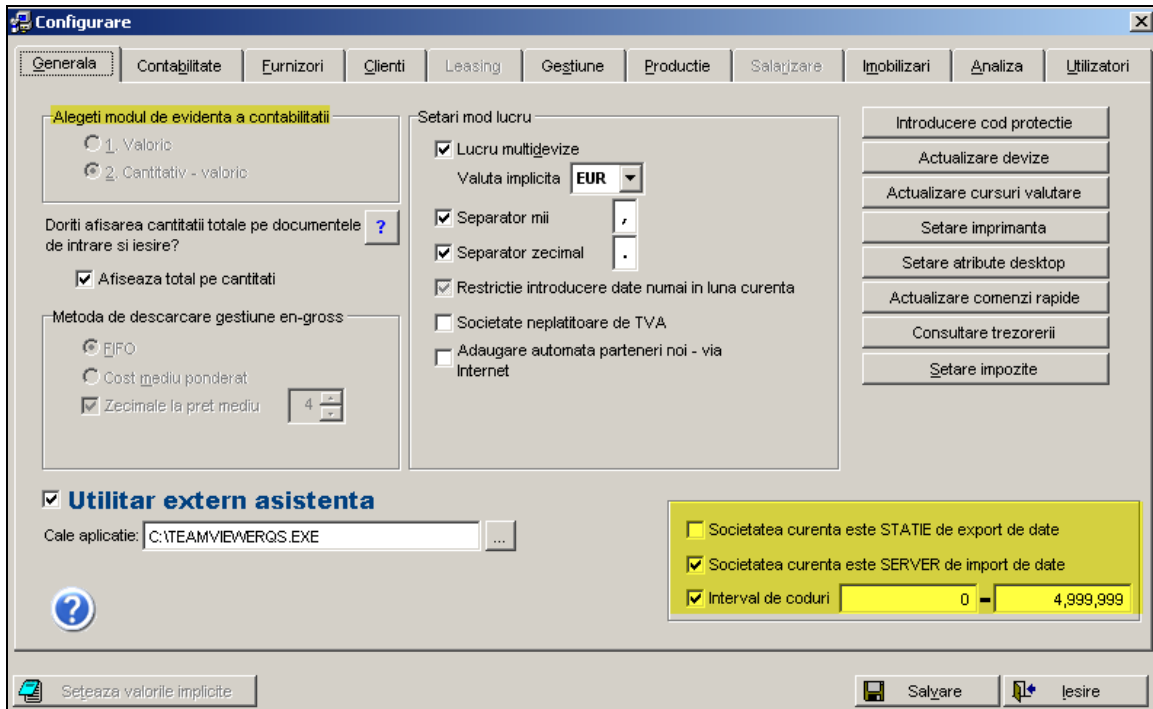 Configurare
Generala Contabilitate Furnizori Clienti Leasing Gestiune Productie Salarizare Imobilizari Analiza Utilizatori
Alegeti modul de evidenta a contabilitatii
1. Valoric
2. Cantitativ - valoric
Doriti afisarea cantitatii totale pe documentele
de intrare si iesire?
?
Afiseaza total pe cantitati
Metoda de descarcare gestiune en-gross
FIFO
Cost mediu ponderat
Zecimale la pret mediu 4
Setari mod lucru
Lucru multidevize
Valuta implicita EUR
Separator mii ,
Separator zecimal .
Restrictie introducere date numai in luna curenta
Societate neplatitoare de TVA
Adaugare automata parteneri noi - via
Internet
Introducere cod protectie
Actualizare devize
Actualizare cursuri valutare
Setare imprimanta
Setare atribute desktop
Actualizare comenzi rapide
Consultare trezorerii
Setare impozite
Utilitar extern asistenta
Cale aplicatie: C:\TEAMVIEWERQS.EXE ...
Societatea curenta este STATIE de export de date
Societatea curenta este SERVER de import de date
Interval de coduri 0 - 4,999,999
?
Seteaza valorile implicite
Salvare
Iesire